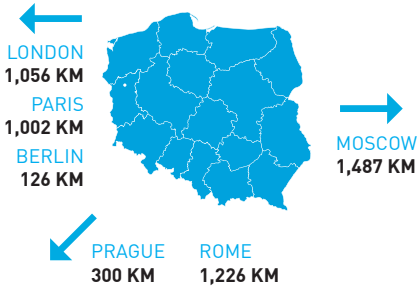 LONDON
1,056 KM
PARIS
1,002 KM
BERLIN
126 KM
MOSCOW
1,487 KM
PRAGUE
300 KM
ROME
1,226 KM